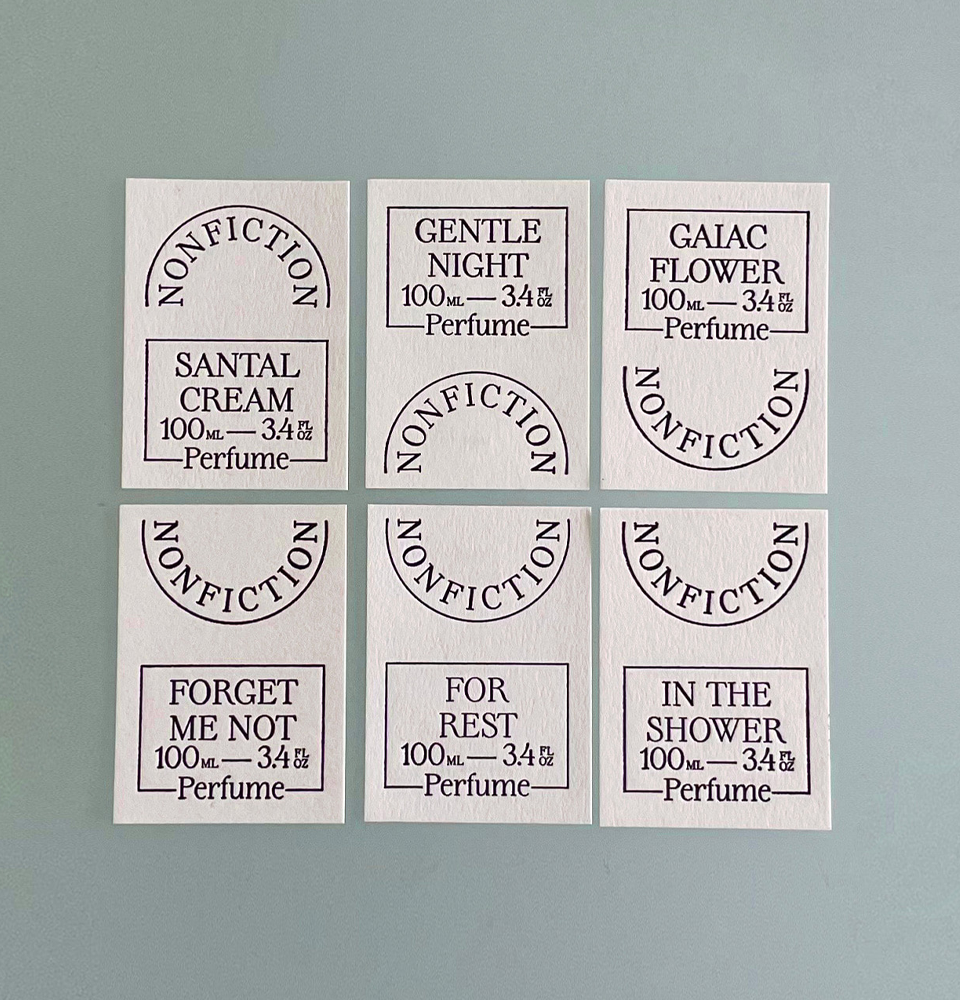 NONFICTION
SANTAL
CREAM
100ML — 3.4 FL OZ
Perfume
GENTLE
NIGHT
100ML — 3.4 FL OZ
Perfume
NONFICTION
GAIAC
FLOWER
100ML — 3.4 FL OZ
Perfume
NONFICTION
NONFICTION
FORGET
ME NOT
100ML — 3.4 FL OZ
Perfume
NONFICTION
FOR
REST
100ML — 3.4 FL OZ
Perfume
NONFICTION
IN THE
SHOWER
100ML — 3.4 FL OZ
Perfume